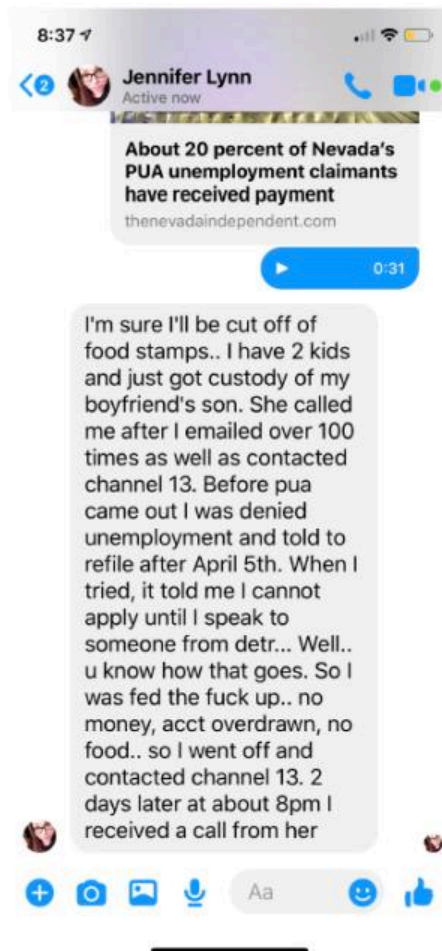 8:37
2
Jennifer Lynn
Active now
About 20 percent of Nevada's
PUA unemployment claimants
have received payment
thenevadaindependent.com
0:31
I'm sure I'll be cut off of
food stamps.. I have 2 kids
and just got custody of my
boyfriend's son. She called
me after I emailed over 100
times as well as contacted
channel 13. Before pua
came out I was denied
unemployment and told to
refile after April 5th. When I
tried, it told me I cannot
apply until I speak to
someone from detr... Well..
u know how that goes. So I
was fed the fuck up.. no
money, acct overdrawn, no
food.. so I went off and
contacted channel 13. 2
days later at about 8pm I
received a call from her
Aa